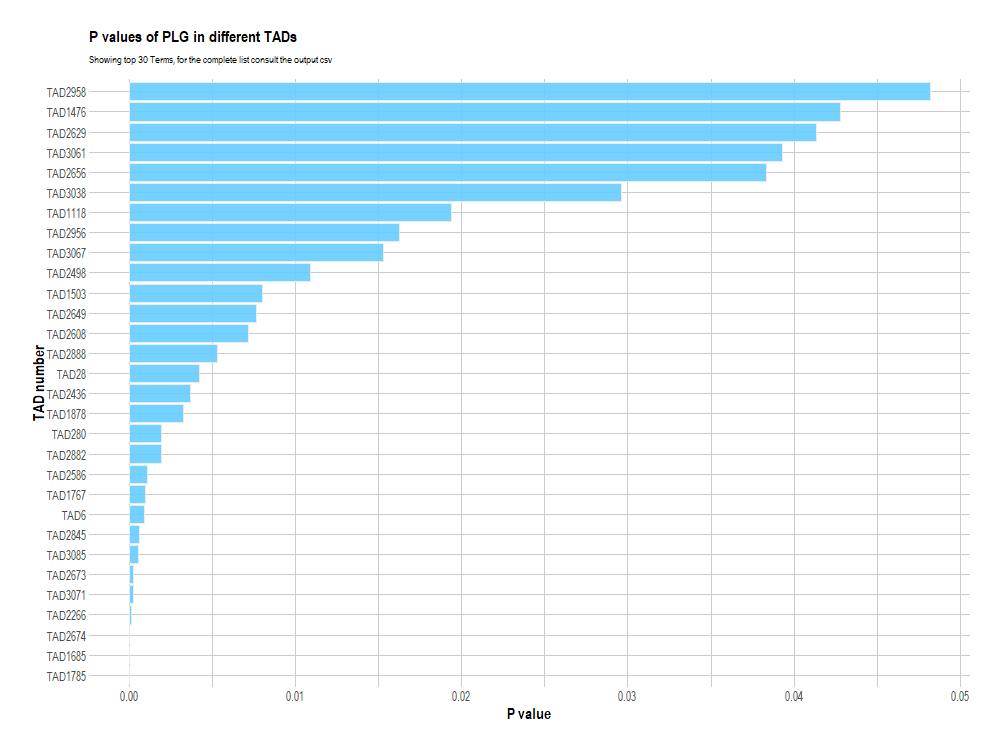 P values of PLG in different TADs
Showing top 30 Terms, for the complete list consult the output csv
TAD number
TAD2958
TAD1476
TAD2629
TAD3061
TAD2656
TAD3038
TAD1118
TAD2956
TAD3067
TAD2498
TAD1503
TAD2649
TAD2608
TAD2888
TAD28
TAD2436
TAD1878
TAD280
TAD2882
TAD2586
TAD1767
TAD6
TAD2845
TAD3085
TAD2673
TAD3071
TAD2266
TAD2674
TAD1685
TAD1785
0.00 0.01 0.02 0.03 0.04 0.05
P value